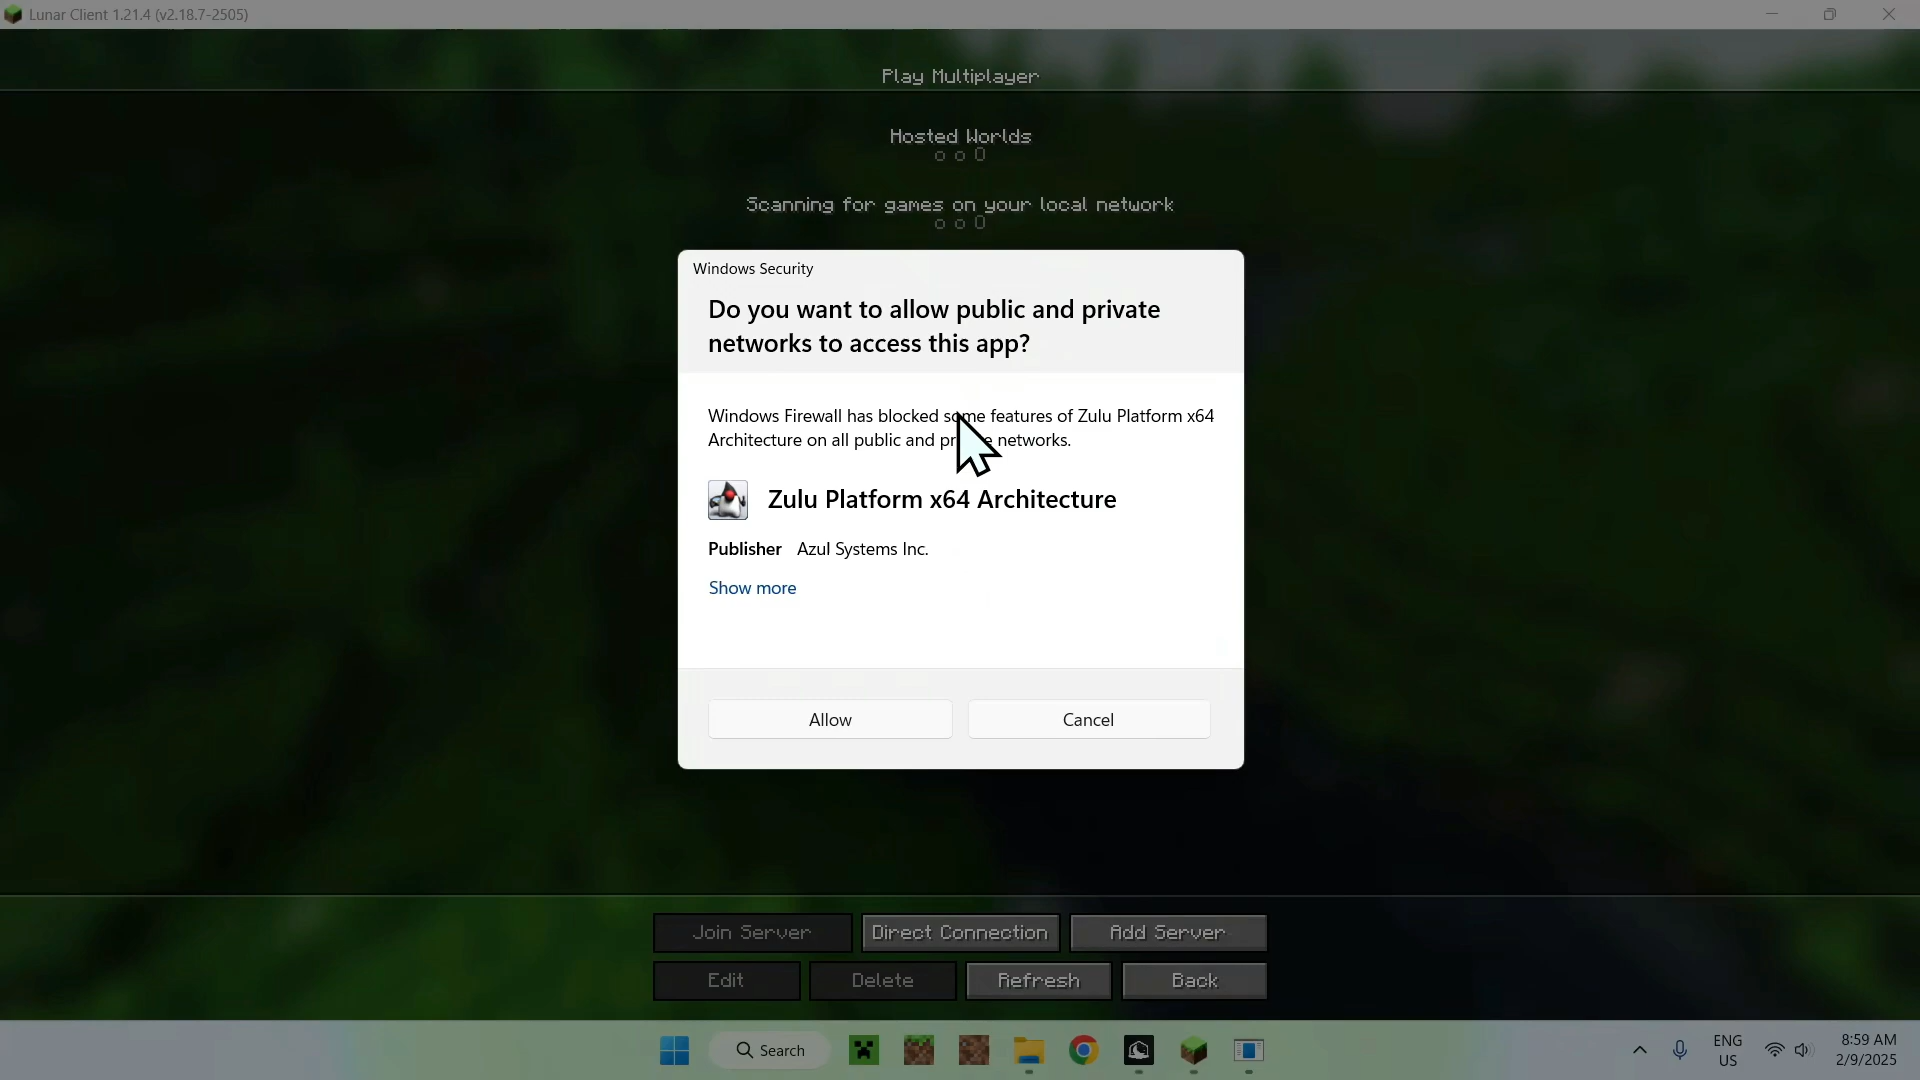 Lunar Client 1.21.4 (v2.18.7-2505)
Play Multiplayer
Hosted Worlds
o o O
Scanning for games on your local network
o o O
Windows Security
Do you want to allow public and private
networks to access this app?
Windows Firewall has blocked some features of Zulu Platform x64
Architecture on all public and networks.
Zulu Platform x64 Architecture
Publisher Azul Systems Inc.
Show more
Allow Cancel
Join Server Direct Connection Add Server
Edit Delete Refresh Back
Search
ENG
US
8:59 AM
2/9/2025